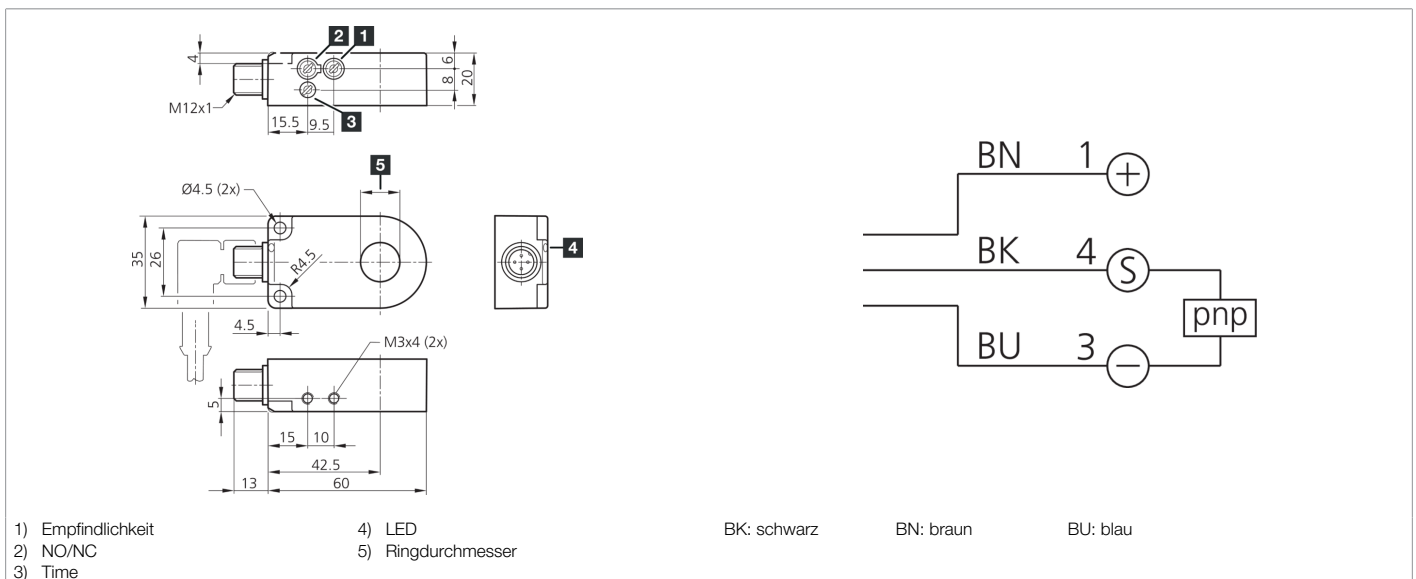 2 1
4
6
8
20
M12x1
15.5 9.5 3
5
Ø4.5 (2x)
35
26
R4.5
4
4.5
M3x4 (2x)
5
15 10
42.5
13 60
BN 1 +
BK 4 S
pnp
BU 3 −
1) Empfindlichkeit
2) NO/NC
3) Time
4) LED
5) Ringdurchmesser
BK: schwarz BN: braun BU: blau